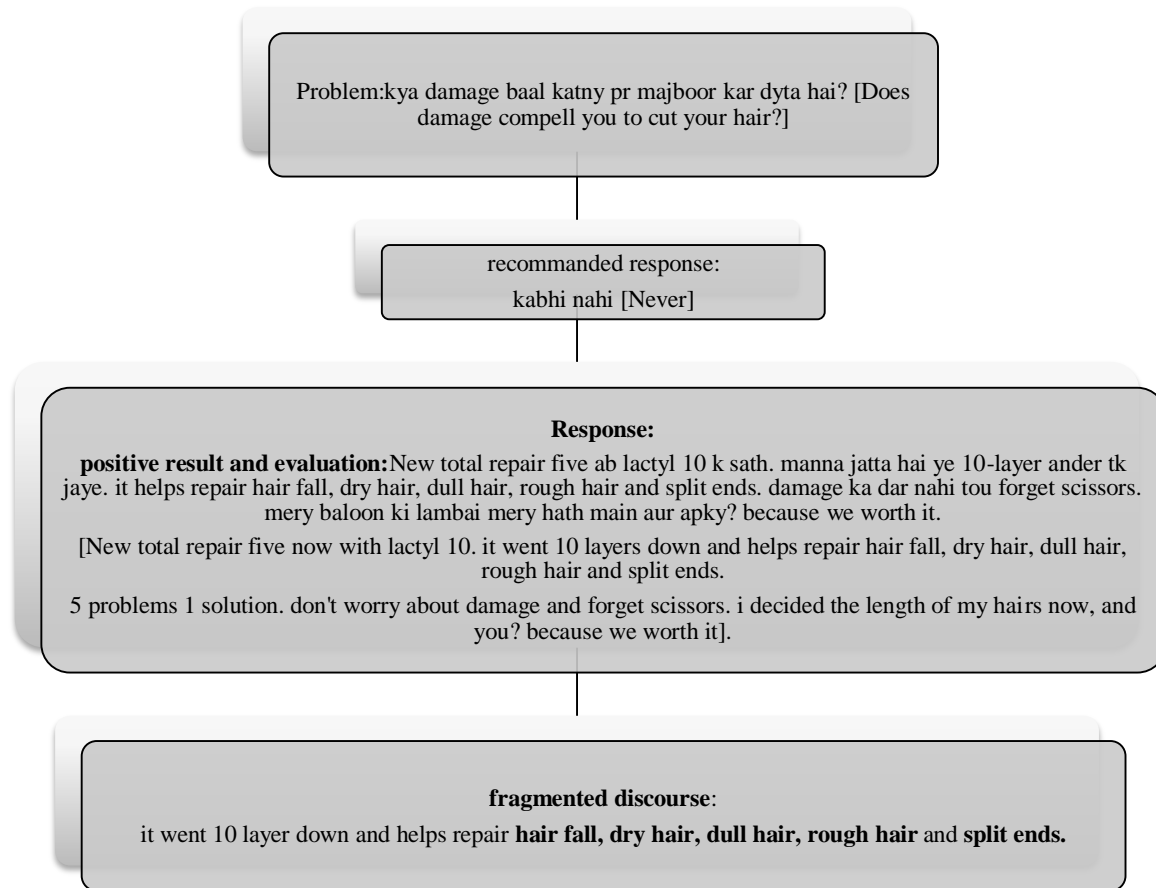 Problem:kya damage baal katny pr majboor kar dyta hai? [Does
damage compell you to cut your hair?]
recommanded response:
kabhi nahi [Never]
Response:
positive result and evaluation:New total repair five ab lactyl 10 k sath. manna jatta hai ye 10-layer ander tk
jaye. it helps repair hair fall, dry hair, dull hair, rough hair and split ends. damage ka dar nahi tou forget scissors.
mery baloon ki lambai mery hath main aur apky? because we worth it.
[New total repair five now with lactyl 10. it went 10 layers down and helps repair hair fall, dry hair, dull hair,
rough hair and split ends.
5 problems 1 solution. don't worry about damage and forget scissors. i decided the length of my hairs now, and
you? because we worth it].
fragmented discourse:
it went 10 layer down and helps repair hair fall, dry hair, dull hair, rough hair and split ends.